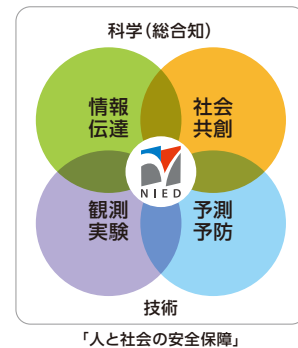 科学(総合知)
情報
伝達
社会
共創
NIED
観測
実験
予測
予防
技術
「人と社会の安全保障」